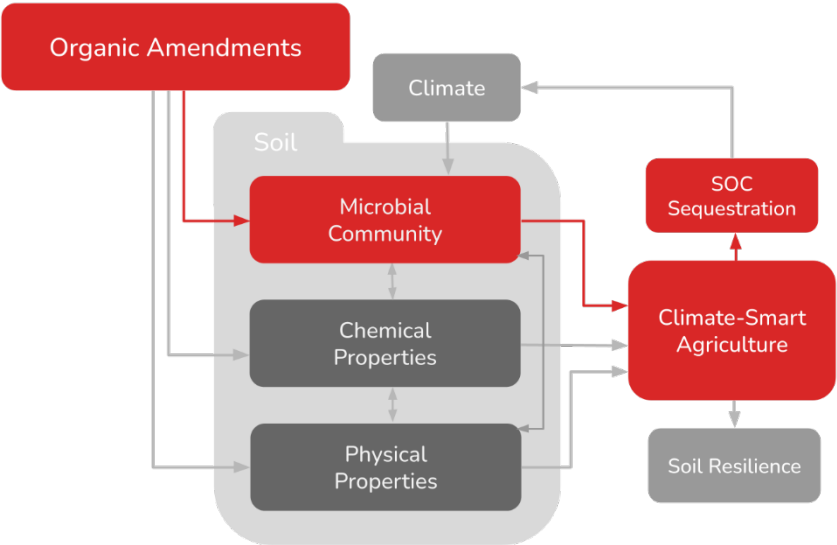 Organic Amendments
Climate
Soil
Microbial
Community
SOC
Sequestration
Chemical
Properties
Climate-Smart
Agriculture
Physical
Properties
Soil Resilience